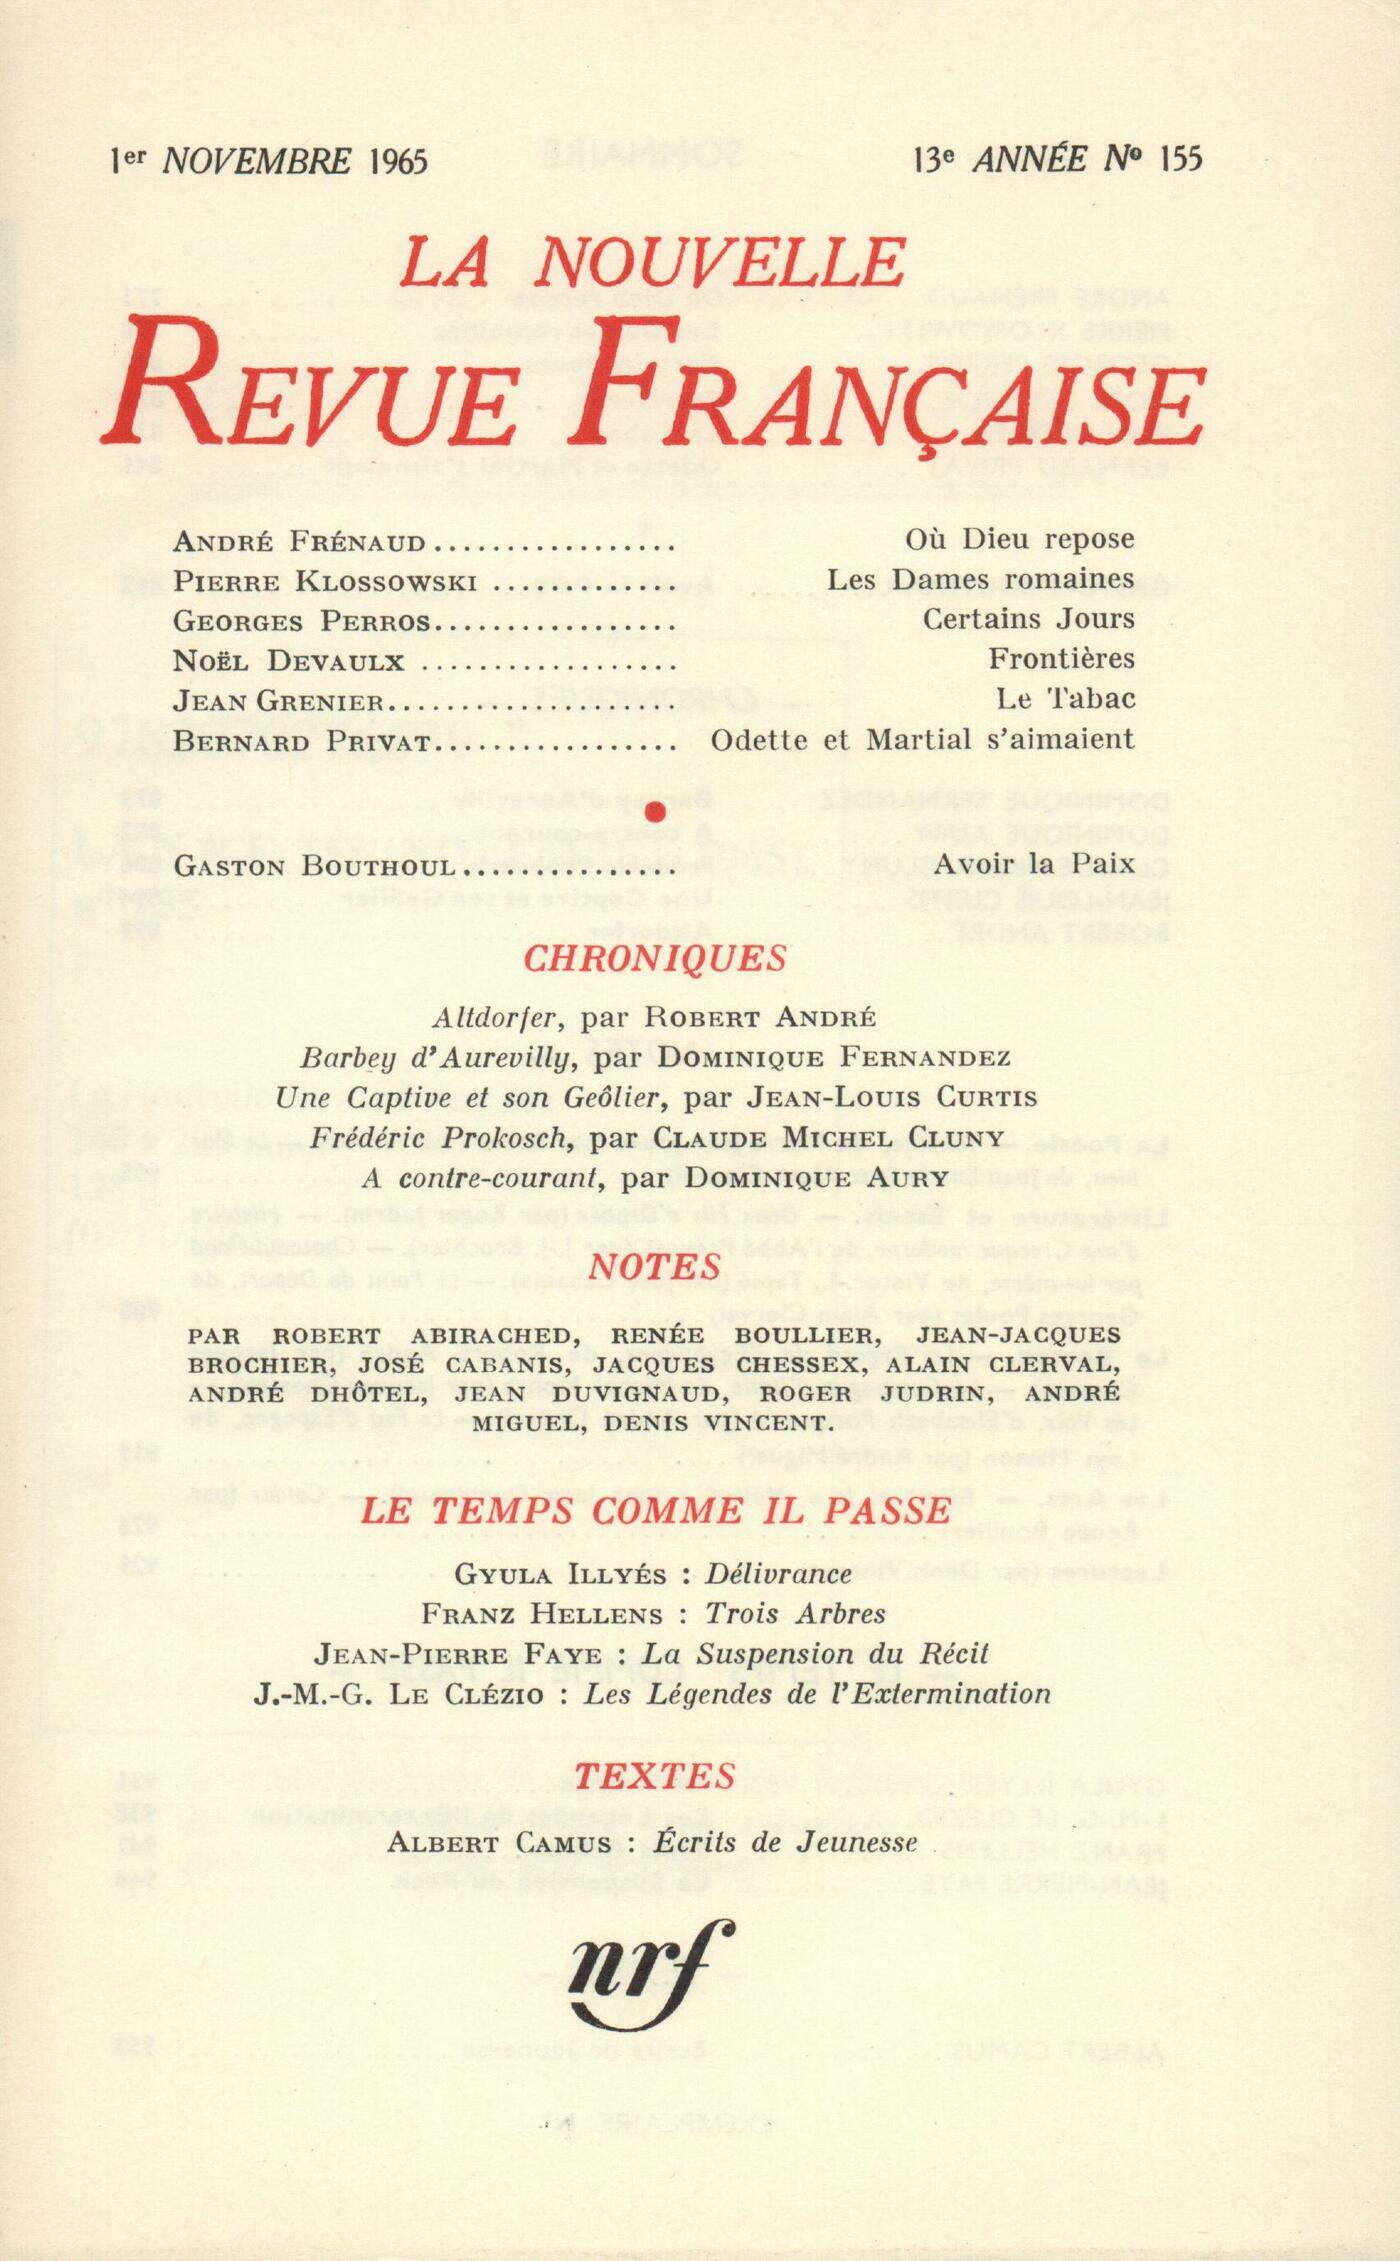 1er NOVEMBRE 1965 13e ANNÉE No 155
LA NOUVELLE
REVUE FRANÇAISE
ANDRÉ FRÉNAUD................. Où Dieu repose
PIERRE KLOSSOWSKI ............. Les Dames romaines
GEORGES PERROS................. Certains Jours
NOËL DEVAULX .................. Frontières
JEAN GRENIER.................... Le Tabac
BERNARD PRIVAT................. Odette et Martial s'aimaient
•
GASTON BOUTHOUL............... Avoir la Paix
CHRONIQUES
Altdorfer, par ROBERT ANDRÉ
Barbey d'Aurevilly, par DOMINIQUE FERNANDEZ
Une Captive et son Geôlier, par JEAN-LOUIS CURTIS
Frédéric Prokosch, par CLAUDE MICHEL CLUNY
A contre-courant, par DOMINIQUE AURY
NOTES
PAR ROBERT ABIRACHED, RENÉE BOULLIER, JEAN-JACQUES
BROCHIER, JOSÉ CABANIS, JACQUES CHESSEX, ALAIN CLERVAL,
ANDRÉ DHÔTEL, JEAN DUVIGNAUD, ROGER JUDRIN, ANDRÉ
MIGUEL, DENIS VINCENT.
LE TEMPS COMME IL PASSE
GYULA ILLYÉS : Délivrance
FRANZ HELLENS : Trois Arbres
JEAN-PIERRE FAYE : La Suspension du Récit
J.-M.-G. LE CLÉZIO : Les Légendes de l'Extermination
TEXTES
ALBERT CAMUS : Écrits de Jeunesse
nrf